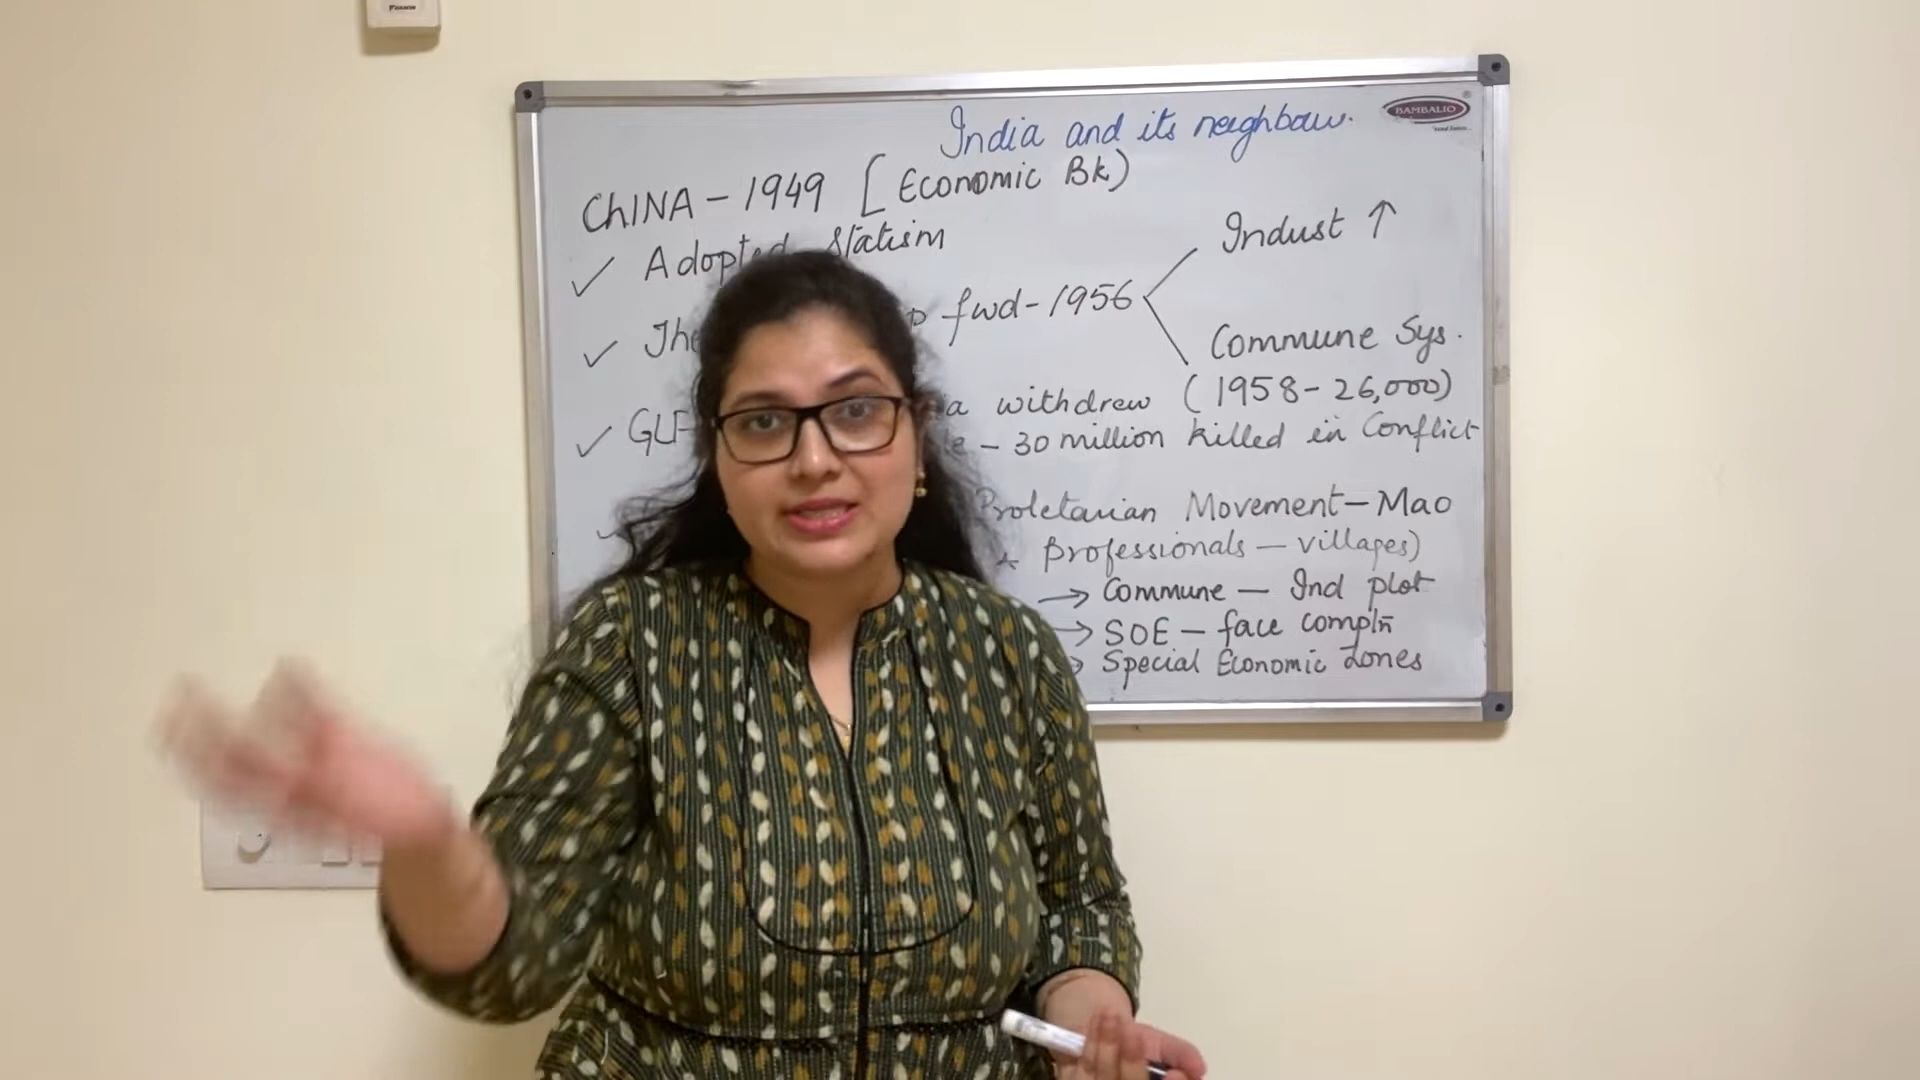 India and its neighbour.
BAMBALIO
ChINA – 1949 [Economic Bk)
Adopted Statism
Indust ↑
The fwd - 1956
Commune Sys.
GLF withdrew (1958 - 26,000)
– 30 million killed in Conflict
Proletarian Movement – Mao
Professionals – villages)
→ Commune – Ind plot
→ SOE – face compln
Special Economic Zones